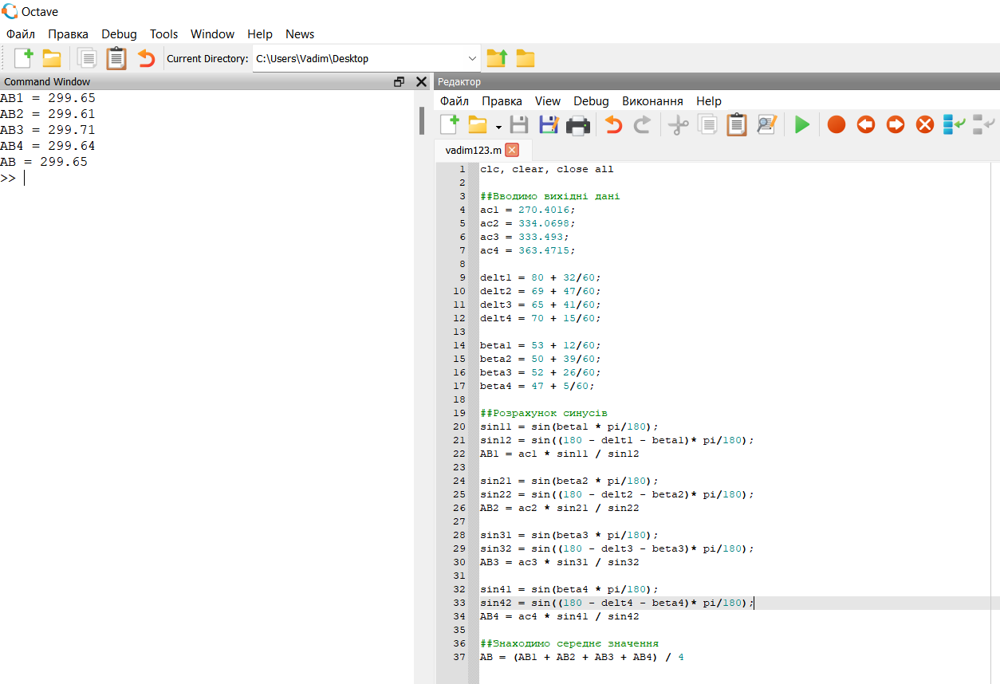 Octave
Файл Правка Debug Tools Window Help News
Current Directory: C:\Users\Vadim\Desktop
Command Window
AB1 = 299.65
AB2 = 299.61
AB3 = 299.71
AB4 = 299.64
AB = 299.65
>>
Редактор
Файл Правка View Debug Виконання Help
vadim123.m
1 clc, clear, close all
2
3 ##Вводимо вихідні дані
4 ac1 = 270.4016;
5 ac2 = 334.0698;
6 ac3 = 333.493;
7 ac4 = 363.4715;
8
9 delt1 = 80 + 32/60;
10 delt2 = 69 + 47/60;
11 delt3 = 65 + 41/60;
12 delt4 = 70 + 15/60;
13
14 beta1 = 53 + 12/60;
15 beta2 = 50 + 39/60;
16 beta3 = 52 + 26/60;
17 beta4 = 47 + 5/60;
18
19 ##Розрахунок синусів
20 sin11 = sin(beta1 * pi/180);
21 sin12 = sin((180 - delt1 - beta1)* pi/180);
22 AB1 = ac1 * sin11 / sin12
23
24 sin21 = sin(beta2 * pi/180);
25 sin22 = sin((180 - delt2 - beta2)* pi/180);
26 AB2 = ac2 * sin21 / sin22
27
28 sin31 = sin(beta3 * pi/180);
29 sin32 = sin((180 - delt3 - beta3)* pi/180);
30 AB3 = ac3 * sin31 / sin32
31
32 sin41 = sin(beta4 * pi/180);
33 sin42 = sin((180 - delt4 - beta4)* pi/180);
34 AB4 = ac4 * sin41 / sin42
35
36 ##Знаходимо середнє значення
37 AB = (AB1 + AB2 + AB3 + AB4) / 4